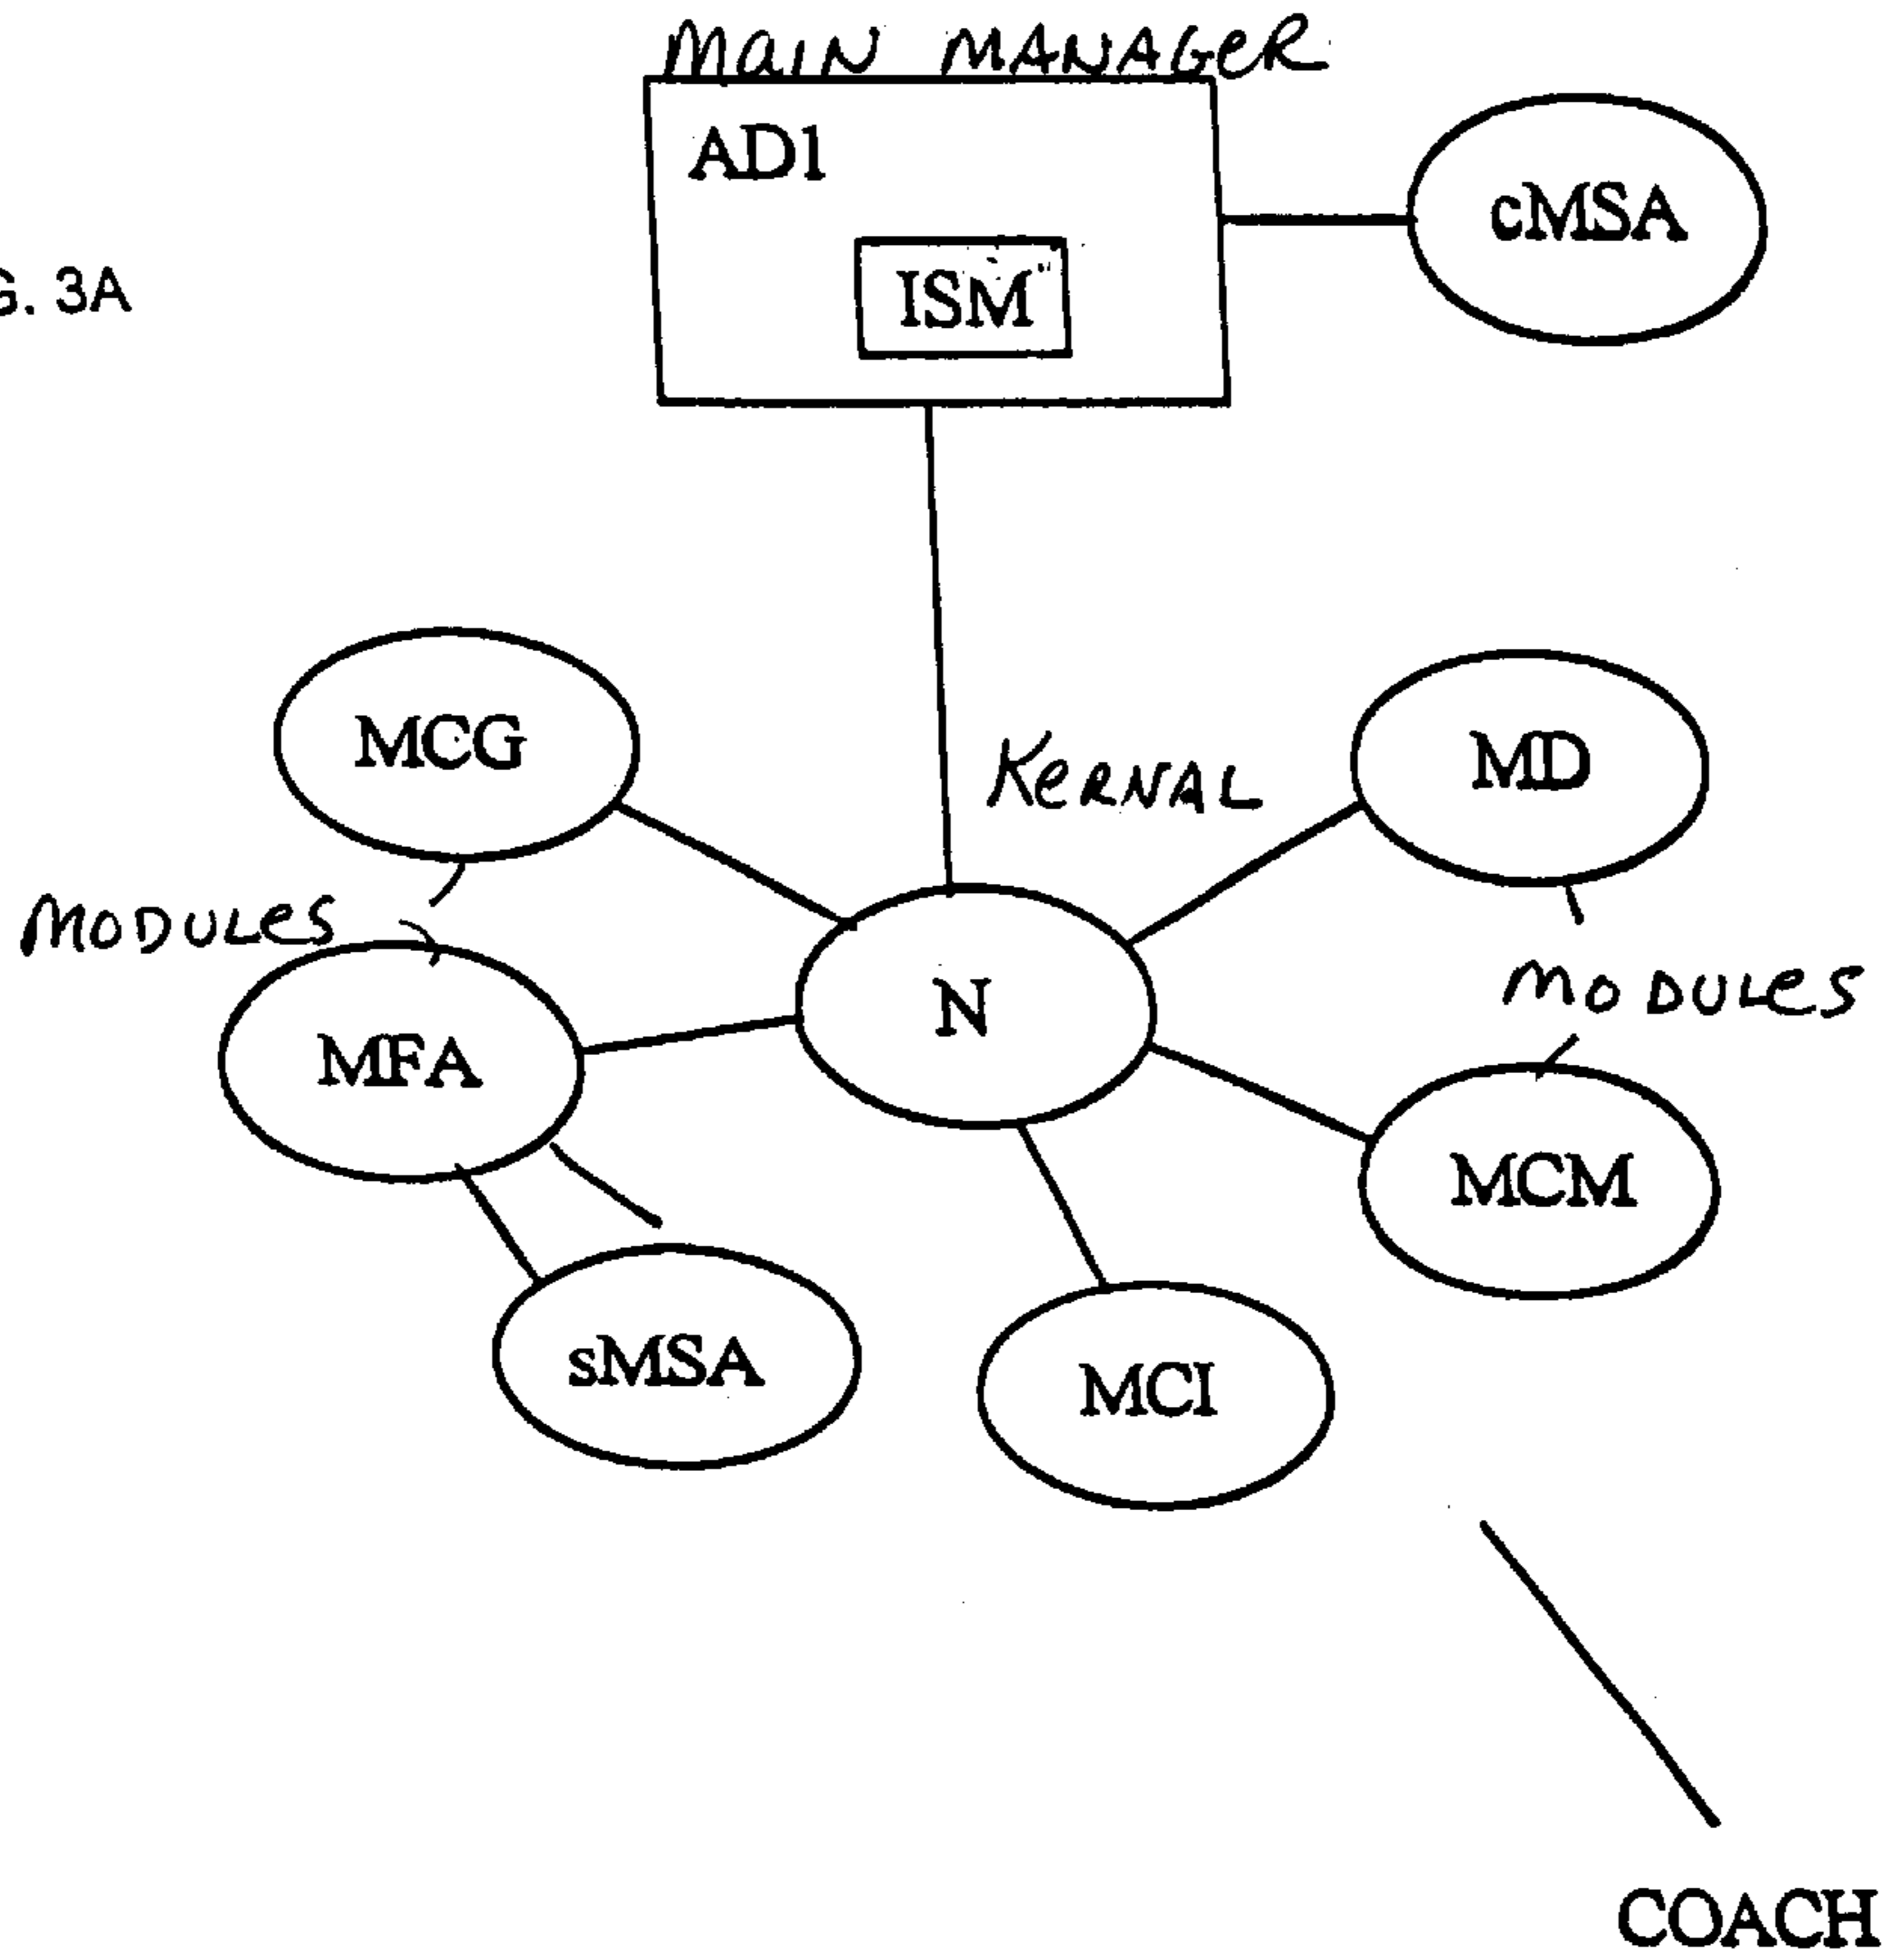 MAIN MANAGER
AD1
cMSA
G. 3A
ISM
MCG
KERNAL
MD
MODULES
N
MODULES
MFA
MCM
sMSA
MCI
COACH